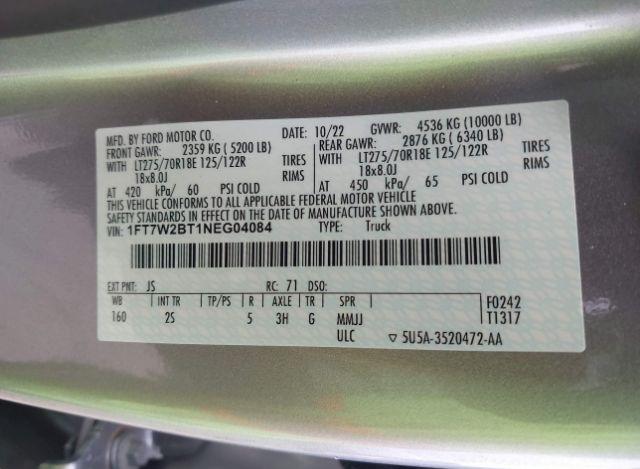 MFD. BY FORD MOTOR CO. DATE: 10/22 GVWR: 4536 KG (10000 LB)
FRONT GAWR: 2359 KG ( 5200 LB) REAR GAWR: 2876 KG ( 6340 LB)
WITH LT275/70R18E 125/122R TIRES WITH LT275/70R18E 125/122R TIRES
18x8.0J RIMS 18x8.0J RIMS
AT 420 kPa/ 60 PSI COLD AT 450 kPa/ 65 PSI COLD
THIS VEHICLE CONFORMS TO ALL APPLICABLE FEDERAL MOTOR VEHICLE
SAFETY STANDARDS IN EFFECT ON THE DATE OF MANUFACTURE SHOWN ABOVE.
VIN: 1FT7W2BT1NEG04084 TYPE: Truck
EXT PNT: JS RC: 71 DSO:
WB INT TR TP/PS R AXLE TR SPR F0242
160 2S 5 3H G MMJJ T1317
ULC ▽ 5U5A-3520472-AA